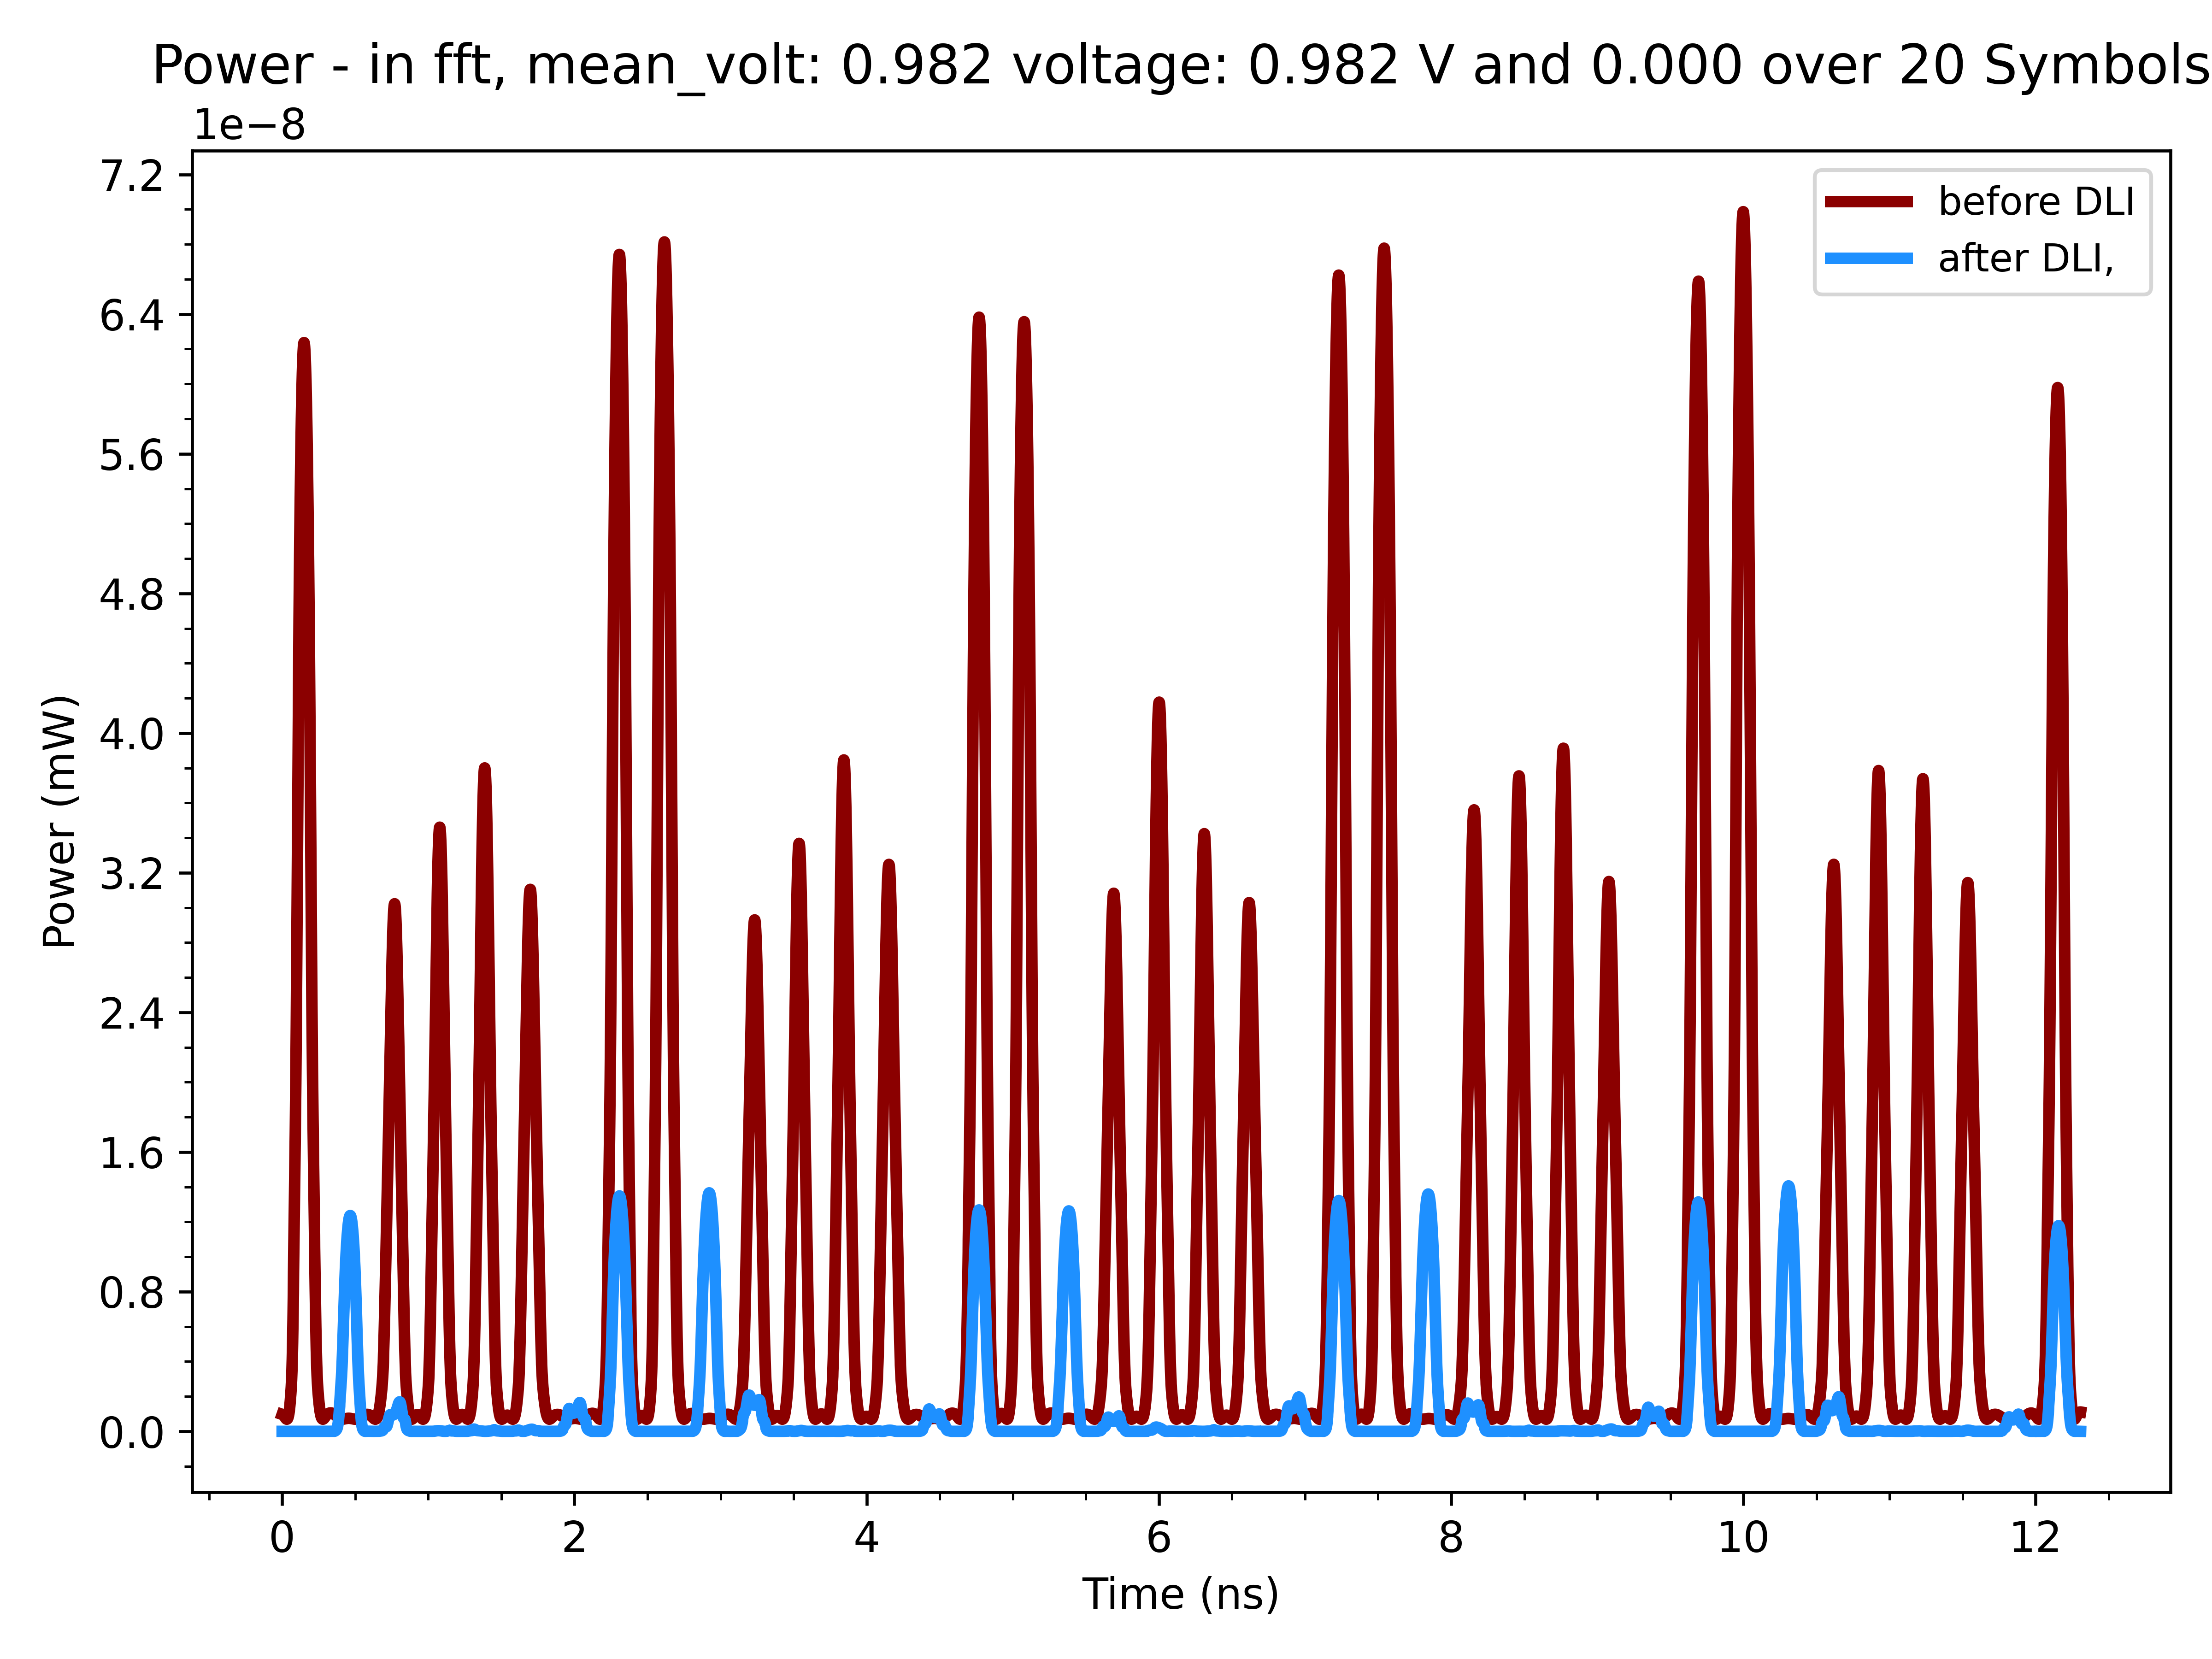 Power - in fft, mean_volt: 0.982 voltage: 0.982 V and 0.000 over 20 Symbols
1e−8
before DLI
after DLI,
7.2
6.4
5.6
4.8
4.0
3.2
2.4
1.6
0.8
0.0
Power (mW)
0 2 4 6 8 10 12
Time (ns)